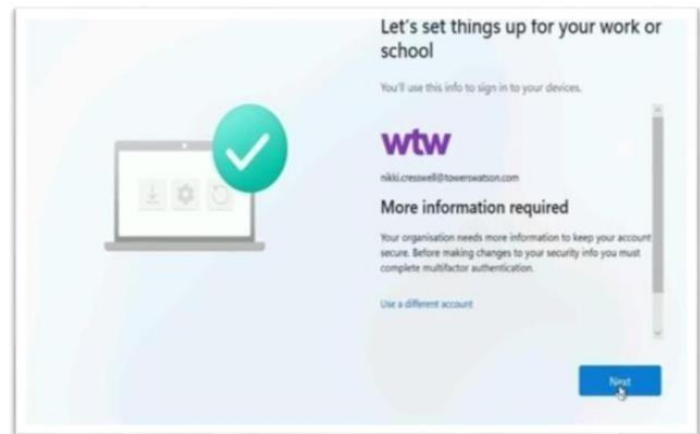 Let's set things up for your work or
school
You'll use this info to sign in to your devices.
wtw
nikki.cresswell@towerswatson.com
More information required
Your organisation needs more information to keep your account
secure. Before making changes to your security info you must
complete multifactor authentication.
Use a different account
Next